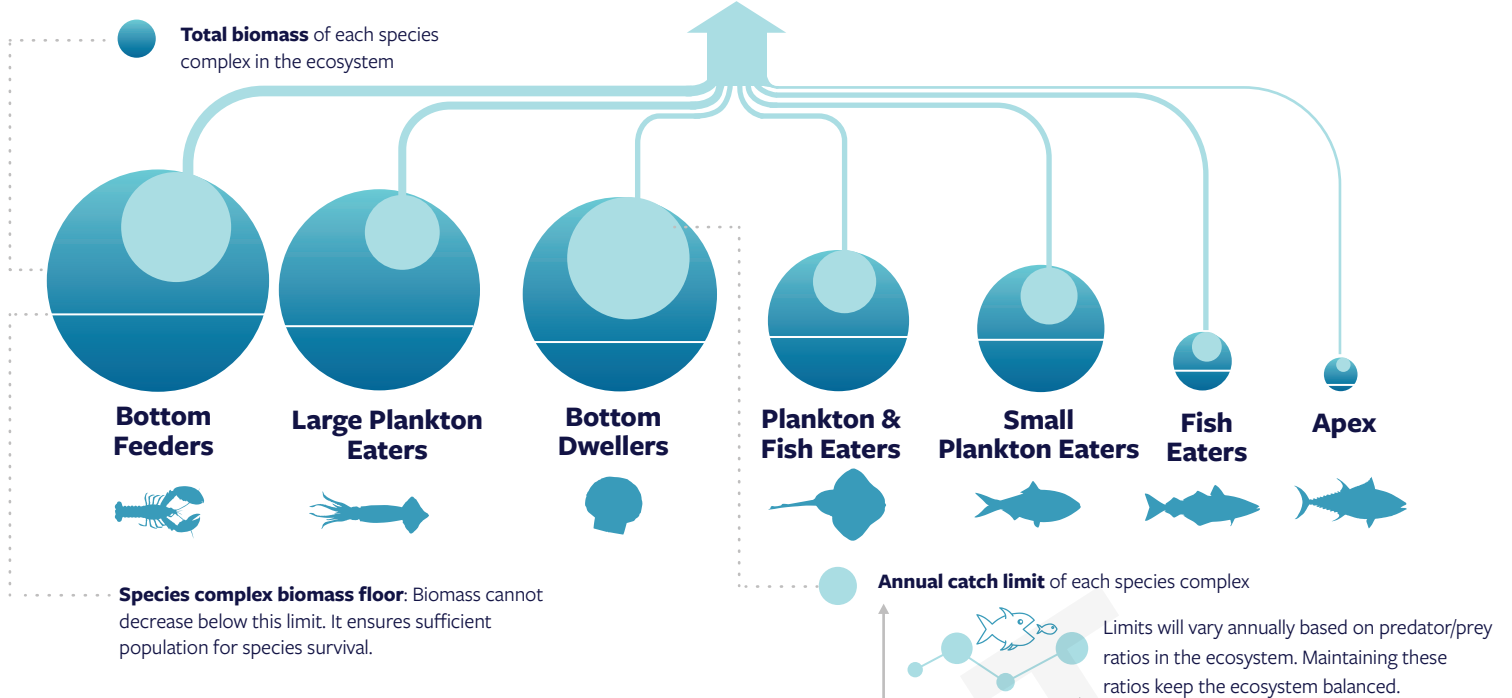 Total biomass of each species
complex in the ecosystem
Bottom
Feeders
Large Plankton
Eaters
Bottom
Dwellers
Plankton &
Fish Eaters
Small
Plankton Eaters
Fish
Eaters
Apex
Species complex biomass floor: Biomass cannot
decrease below this limit. It ensures sufficient
population for species survival.
Annual catch limit of each species complex
Limits will vary annually based on predator/prey
ratios in the ecosystem. Maintaining these
ratios keep the ecosystem balanced.